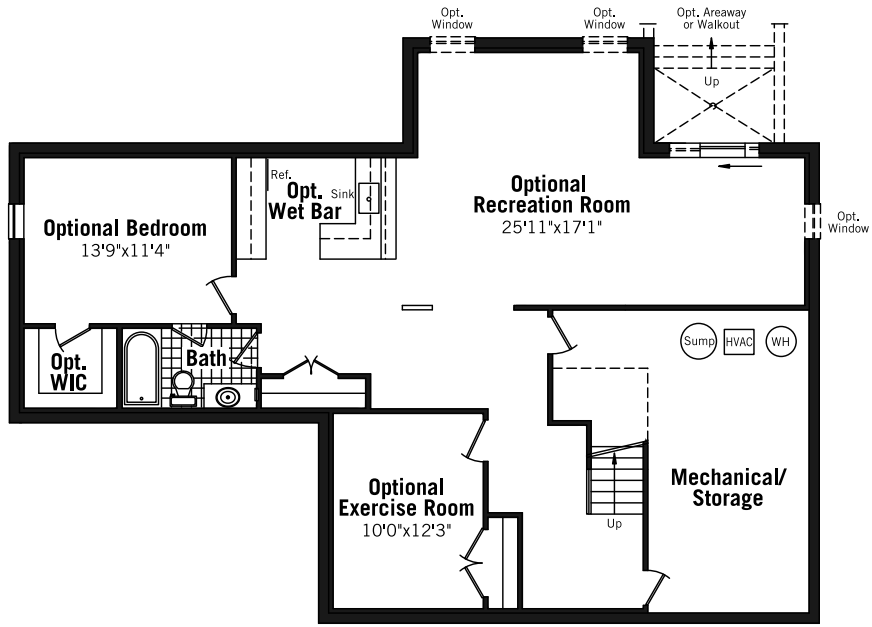 Opt.
Window
Opt.
Window
Opt. Areaway
or Walkout
Up
Ref.
Opt.
Wet Bar
Sink
Optional Bedroom
13'9"x11'4"
Optional
Recreation Room
25'11"x17'1"
Opt.
Window
Opt.
WIC
Bath
Sump
HVAC
WH
Optional
Exercise Room
10'0"x12'3"
Mechanical/
Storage
Up